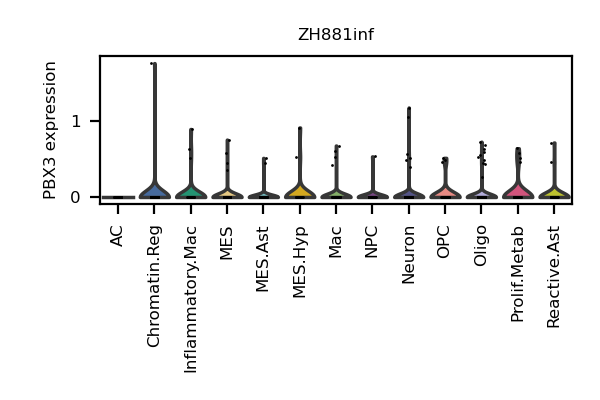 ZH881inf
PBX3 expression
1
0
AC
Chromatin.Reg
Inflammatory.Mac
MES
MES.Ast
MES.Hyp
Mac
NPC
Neuron
OPC
Oligo
Prolif.Metab
Reactive.Ast